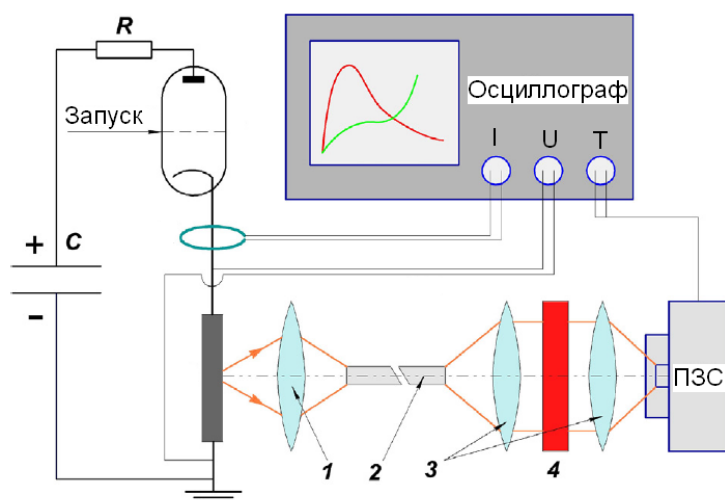 R
Запуск
Осциллограф
I U T
+ C
-
ПЗС
1 2 3 4